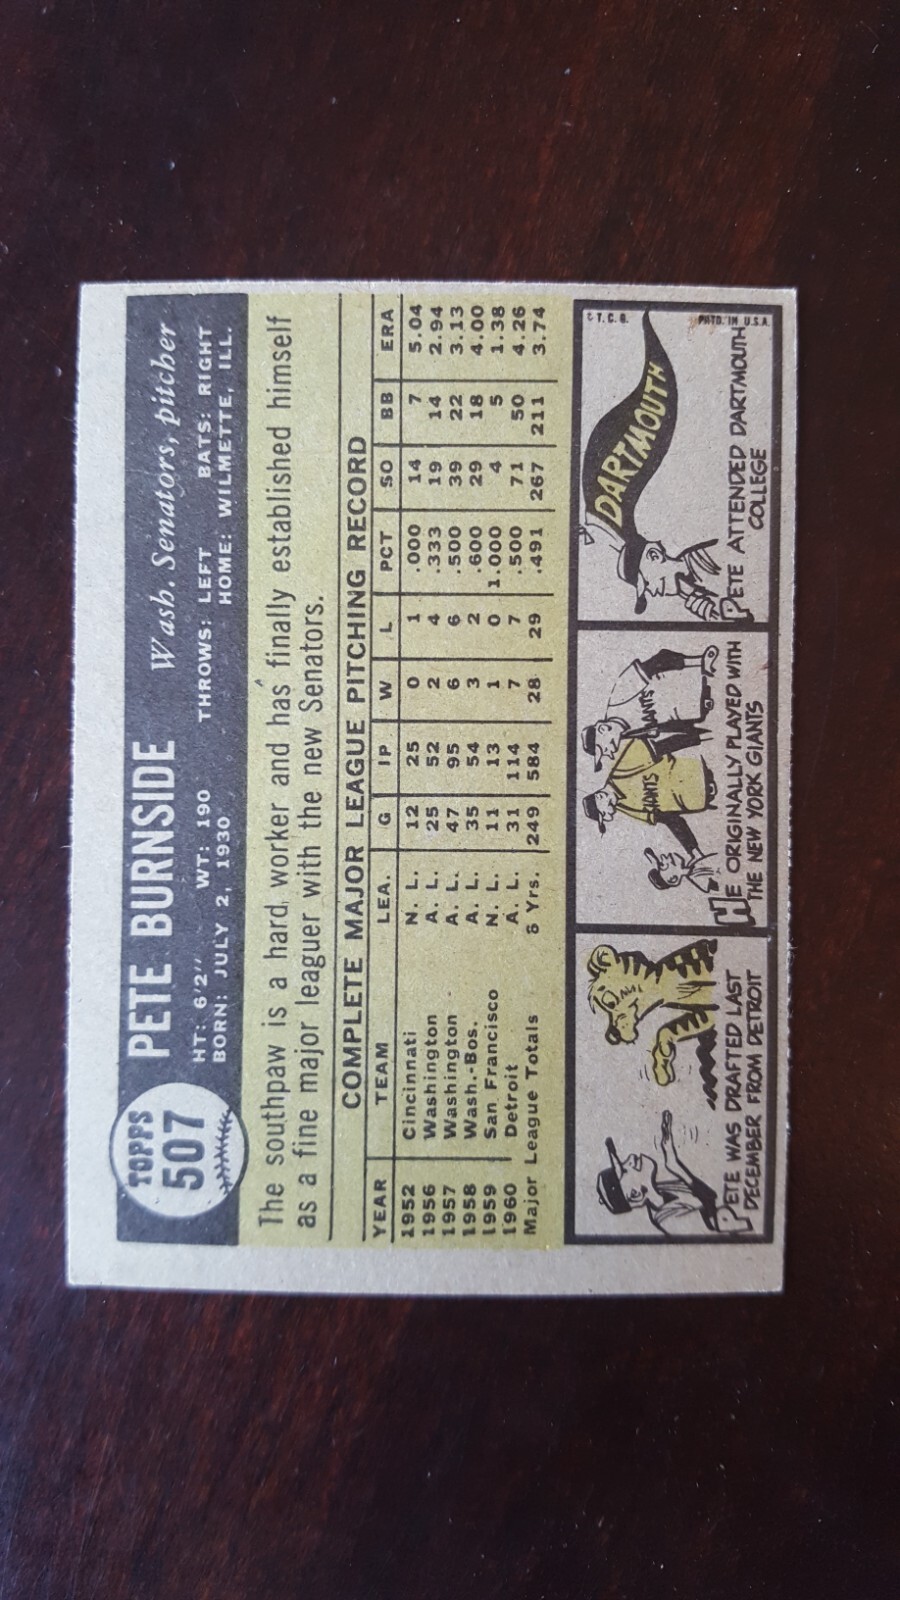 TOPPS
507
PETE BURNSIDE Wash. Senators, pitcher
HT: 6'2" WT: 190 THROWS: LEFT BATS: RIGHT
BORN: JULY 2, 1930 HOME: WILMETTE, ILL.
The southpaw is a hard worker and has finally established himself
as a fine major leaguer with the new Senators.
COMPLETE MAJOR LEAGUE PITCHING RECORD
YEAR TEAM LEA. G IP W L PCT SO BB ERA
1952 Cincinnati N. L. 12 25 0 1 .000 14 7 5.04
1956 Washington A. L. 25 52 2 4 .333 19 14 2.94
1957 Washington A. L. 47 95 6 6 .500 39 22 3.13
1958 Wash.-Bos. A. L. 35 54 3 2 .600 29 18 4.00
1959 San Francisco N. L. 11 13 1 0 1.000 4 5 1.38
1960 Detroit A. L. 31 114 7 7 .500 71 50 4.26
Major League Totals 8 Yrs. 249 584 28 29 .491 267 211 3.74
PETE WAS DRAFTED LAST
DECEMBER FROM DETROIT
GIANTS
GIANTS
HE ORIGINALLY PLAYED WITH
THE NEW YORK GIANTS
DARTMOUTH
© T. C. G.
PRTD. IN U.S.A.
PETE ATTENDED DARTMOUTH
COLLEGE